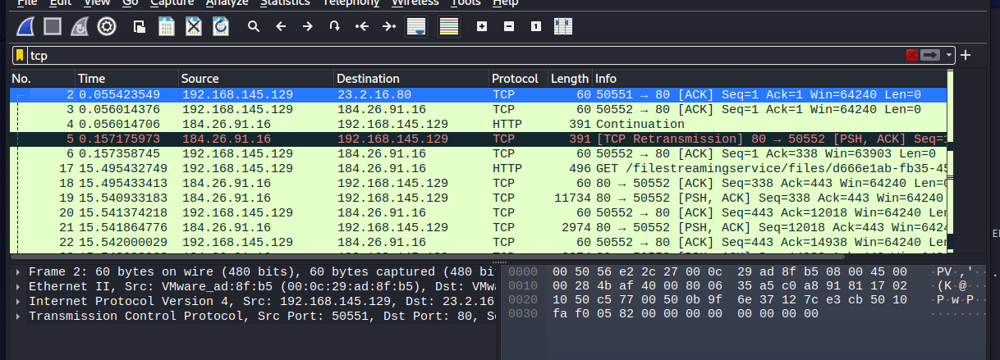 File Edit View Go Capture Analyze Statistics Telephony Wireless Tools Help
tcp
No. Time Source Destination Protocol Length Info
2 0.055423549 192.168.145.129 23.2.16.80 TCP 60 50551 → 80 [ACK] Seq=1 Ack=1 Win=64240 Len=0
3 0.056014376 192.168.145.129 184.26.91.16 TCP 60 50552 → 80 [ACK] Seq=1 Ack=1 Win=64240 Len=0
4 0.056014706 184.26.91.16 192.168.145.129 HTTP 391 Continuation
5 0.157175973 184.26.91.16 192.168.145.129 TCP 391 [TCP Retransmission] 80 → 50552 [PSH, ACK] Seq=1
6 0.157358745 192.168.145.129 184.26.91.16 TCP 60 50552 → 80 [ACK] Seq=1 Ack=338 Win=63903 Len=0
17 15.495432749 192.168.145.129 184.26.91.16 HTTP 496 GET /filestreamingservice/files/d666e1ab-fb35-45
18 15.495433413 184.26.91.16 192.168.145.129 TCP 60 80 → 50552 [ACK] Seq=338 Ack=443 Win=64240 Len=0
19 15.540933183 184.26.91.16 192.168.145.129 TCP 11734 80 → 50552 [PSH, ACK] Seq=338 Ack=443 Win=64240
20 15.541374218 192.168.145.129 184.26.91.16 TCP 60 50552 → 80 [ACK] Seq=443 Ack=12018 Win=64240 Len
21 15.541864776 184.26.91.16 192.168.145.129 TCP 2974 80 → 50552 [PSH, ACK] Seq=12018 Ack=443 Win=6424
22 15.542000029 192.168.145.129 184.26.91.16 TCP 60 50552 → 80 [ACK] Seq=443 Ack=14938 Win=64240 Len
Frame 2: 60 bytes on wire (480 bits), 60 bytes captured (480 bi
Ethernet II, Src: VMware_ad:8f:b5 (00:0c:29:ad:8f:b5), Dst: VMwa
Internet Protocol Version 4, Src: 192.168.145.129, Dst: 23.2.16
Transmission Control Protocol, Src Port: 50551, Dst Port: 80, Se
0000 00 50 56 e2 2c 27 00 0c 29 ad 8f b5 08 00 45 00 ·PV·,'··
0010 00 28 4b af 40 00 80 06 35 a5 c0 a8 91 81 17 02 ·(K·@···
0020 10 50 c5 77 00 50 0b 9f 6e 37 12 7c e3 cb 50 10 ·P·w·P··
0030 fa f0 05 82 00 00 00 00 00 00 00 00 ········